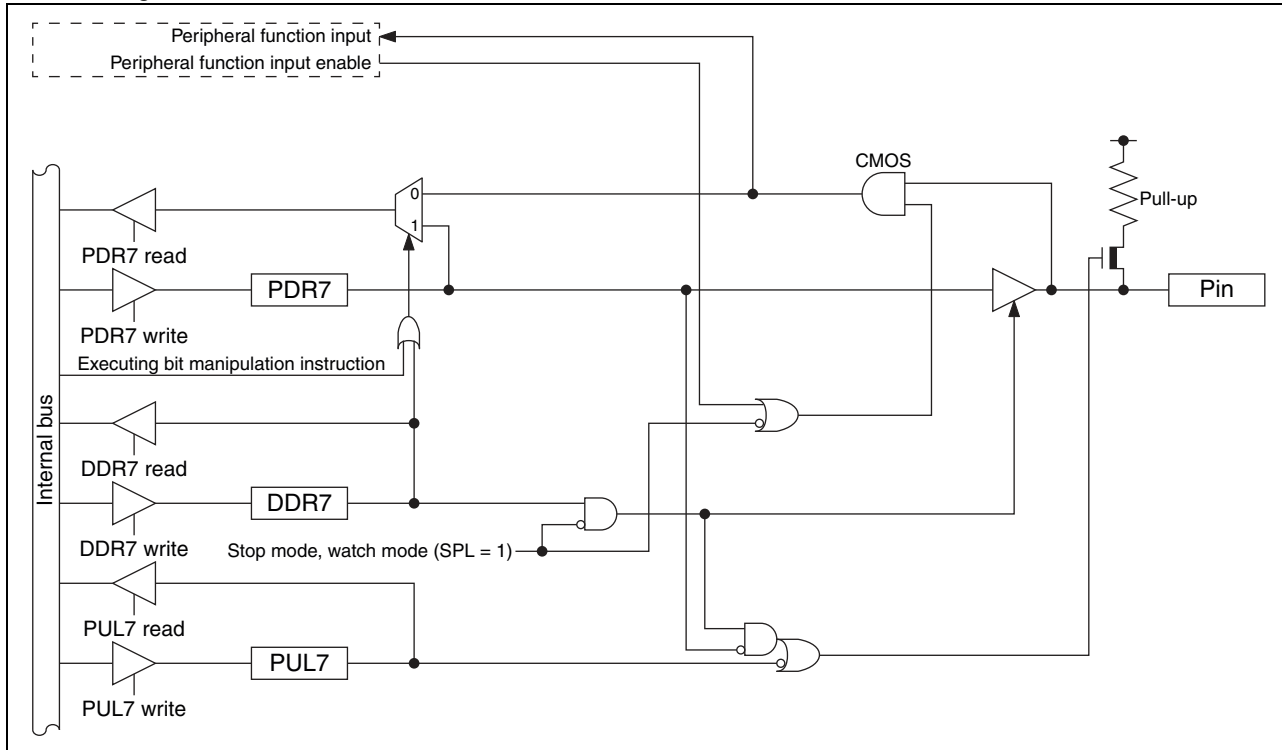 Peripheral function input
Peripheral function input enable
CMOS
Pull-up
0
1
PDR7 read
PDR7
Pin
PDR7 write
Executing bit manipulation instruction
Internal bus
DDR7 read
DDR7
DDR7 write
Stop mode, watch mode (SPL = 1)
PUL7 read
PUL7
PUL7 write